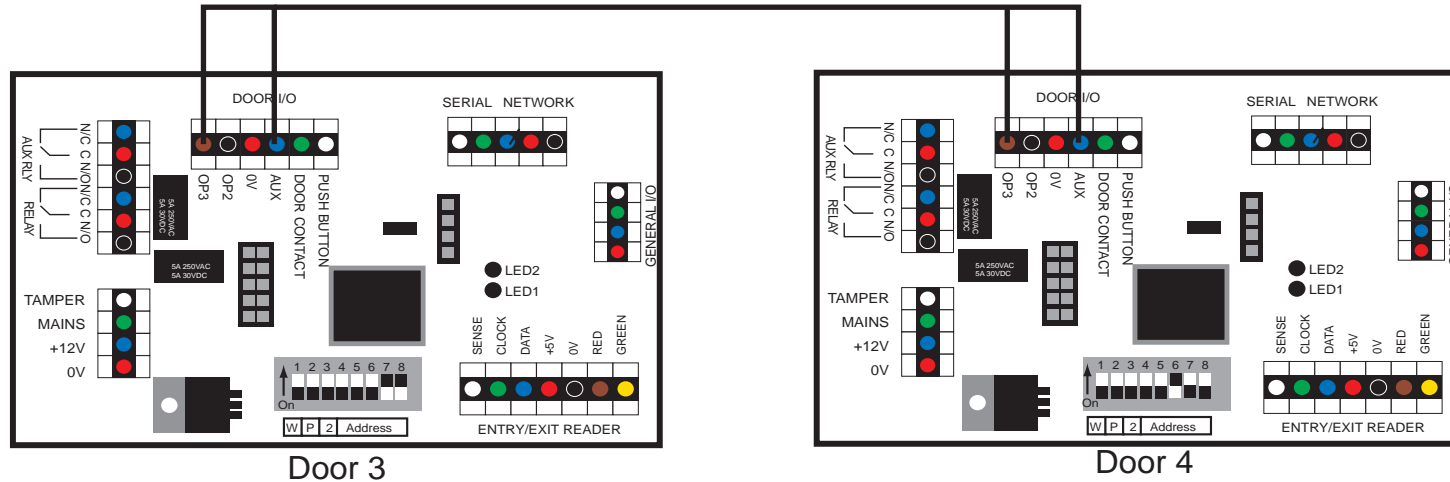 DOOR I/O
SERIAL NETWORK
N/C C N/O N/C C N/O
AUX RLY
RELAY
OP3
OP2
0V
AUX
DOOR CONTACT
PUSH BUTTON
5A 250VAC
5A 30VDC
5A 250VAC
5A 30VDC
GENERAL I/O
LED2
LED1
TAMPER
MAINS
+12V
0V
1 2 3 4 5 6 7 8
On
W P 2 Address
SENSE
CLOCK
DATA
+5V
0V
RED
GREEN
ENTRY/EXIT READER
Door 3
DOOR I/O
SERIAL NETWORK
N/C C N/O N/C C N/O
AUX RLY
RELAY
OP3
OP2
0V
AUX
DOOR CONTACT
PUSH BUTTON
5A 250VAC
5A 30VDC
5A 250VAC
5A 30VDC
LED2
LED1
TAMPER
MAINS
+12V
0V
1 2 3 4 5 6 7 8
On
W P 2 Address
SENSE
CLOCK
DATA
+5V
0V
RED
GREEN
ENTRY/EXIT READER
Door 4